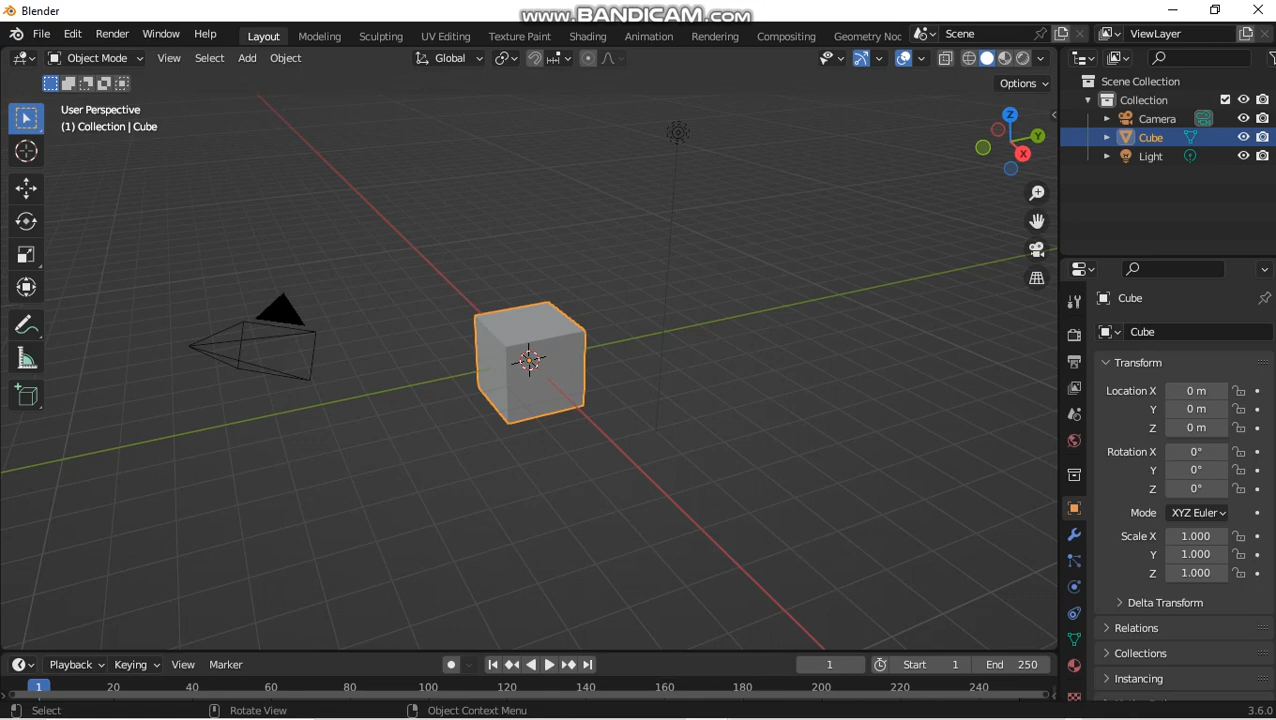 Blender
www.BANDICAM.com
File Edit Render Window Help Layout Modeling Sculpting UV Editing Texture Paint Shading Animation Rendering Compositing Geometry Noc Scene ViewLayer
Object Mode View Select Add Object Global
Options
User Perspective
(1) Collection | Cube
Z
Y
X
Scene Collection
Collection
Camera
Cube
Light
Cube
Cube
Transform
Location X 0 m
Y 0 m
Z 0 m
Rotation X 0°
Y 0°
Z 0°
Mode XYZ Euler
Scale X 1.000
Y 1.000
Z 1.000
Delta Transform
Relations
Collections
Instancing
Playback Keying View Marker 1 Start 1 End 250
1 20 40 60 80 100 120 140 160 180 200 220 240
Select Rotate View Object Context Menu 3.6.0